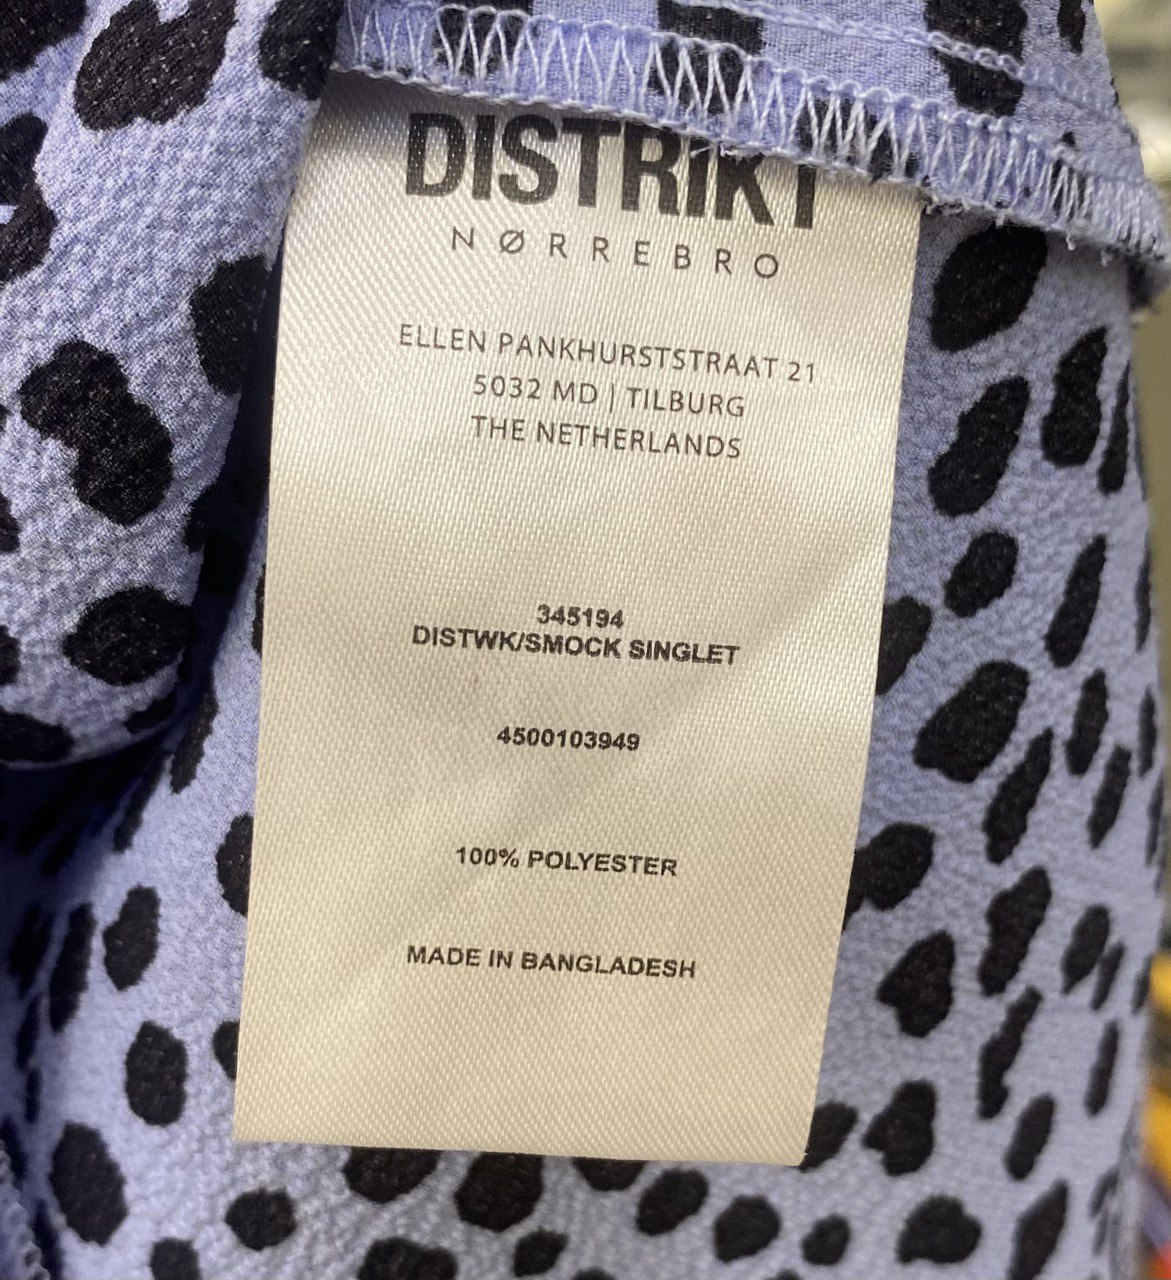 DISTRIKT
NØRREBRO
ELLEN PANKHURSTSTRAAT 21
5032 MD | TILBURG
THE NETHERLANDS
345194
DISTWK/SMOCK SINGLET
4500103949
100% POLYESTER
MADE IN BANGLADESH